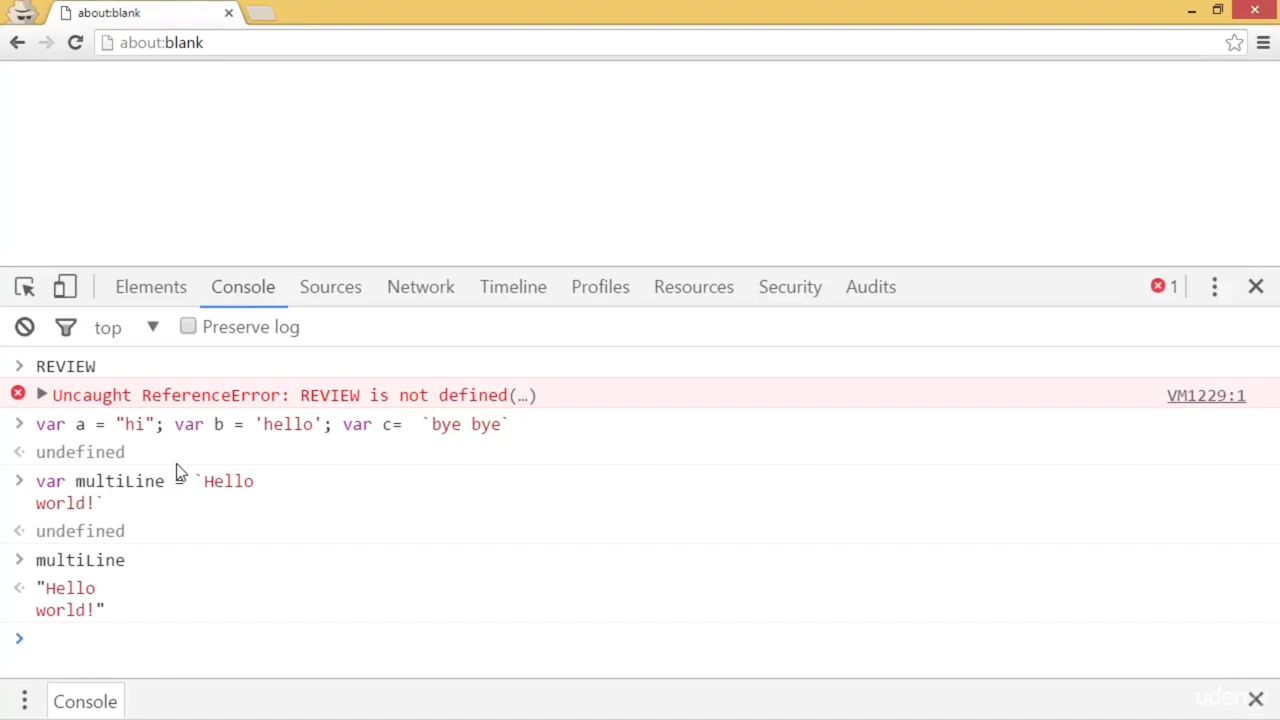 about:blank
about:blank
Elements Console Sources Network Timeline Profiles Resources Security Audits 1
top Preserve log
> REVIEW
Uncaught ReferenceError: REVIEW is not defined(…) VM1229:1
> var a = "hi"; var b = 'hello'; var c=  `bye bye`
undefined
> var multiLine = `Hello
world!`
undefined
> multiLine
"Hello
world!"
>
Console
udemy